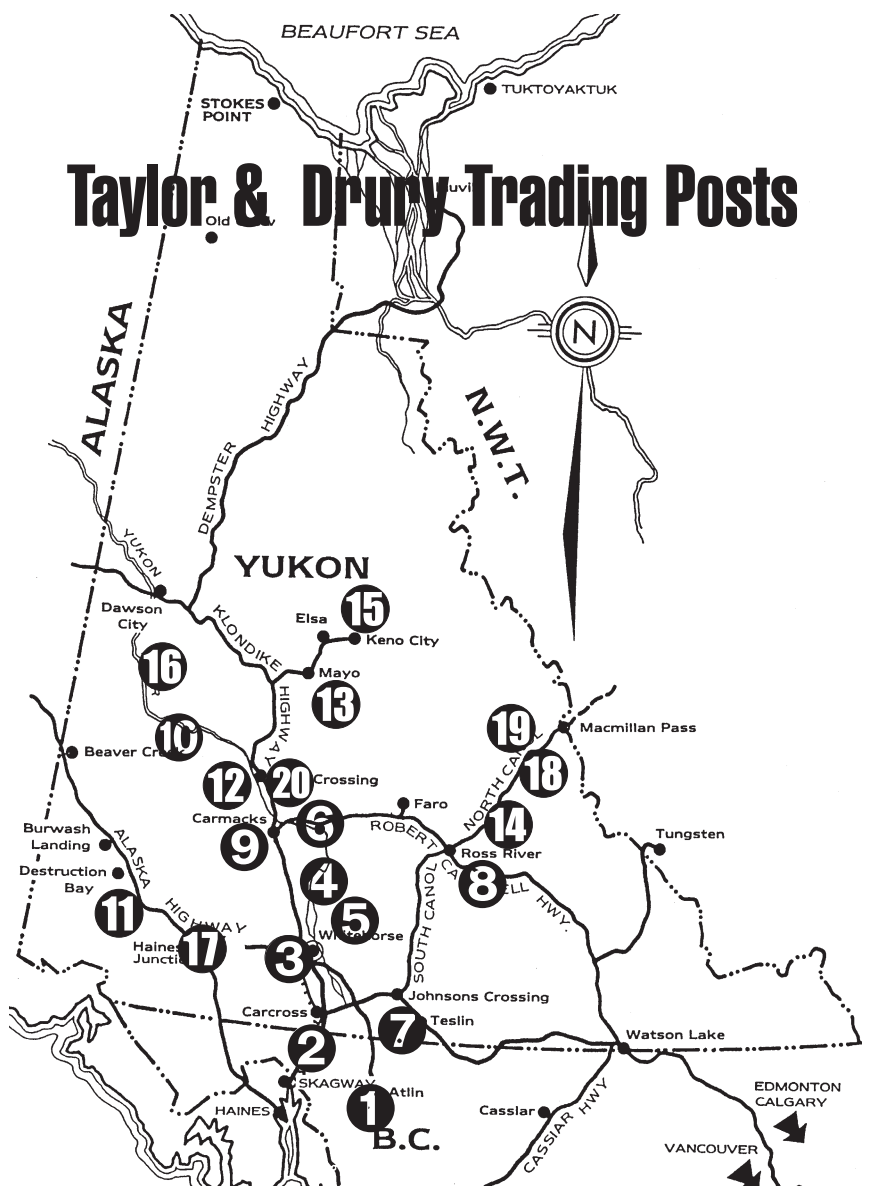 BEAUFORT SEA
TUKTOYAKTUK
STOKES
POINT
Taylor & Drury Trading Posts
Old
N
ALASKA
DEMPSTER HIGHWAY
N.W.T.
YUKON
YUKON
Dawson
City
KLONDIKE
HIGHWAY
15
Elsa
Keno City
16
Mayo
13
10
19
Macmillan Pass
Beaver
12
20
Crossing
NORTH
18
Faro
Carmacks
6
14
Burwash
Landing
9
ROBERT
HWY.
Tungsten
ALASKA
HIGHWAY
Ross River
Destruction
Bay
4
8
11
5
SOUTH CANOL
Haines
17
3
Johnsons Crossing
Carcross
7
Teslin
2
Watson Lake
SKAGWAY
Atlin
HAINES
1
Cassiar
CASSIAR HWY
EDMONTON
CALGARY
B.C.
VANCOUVER